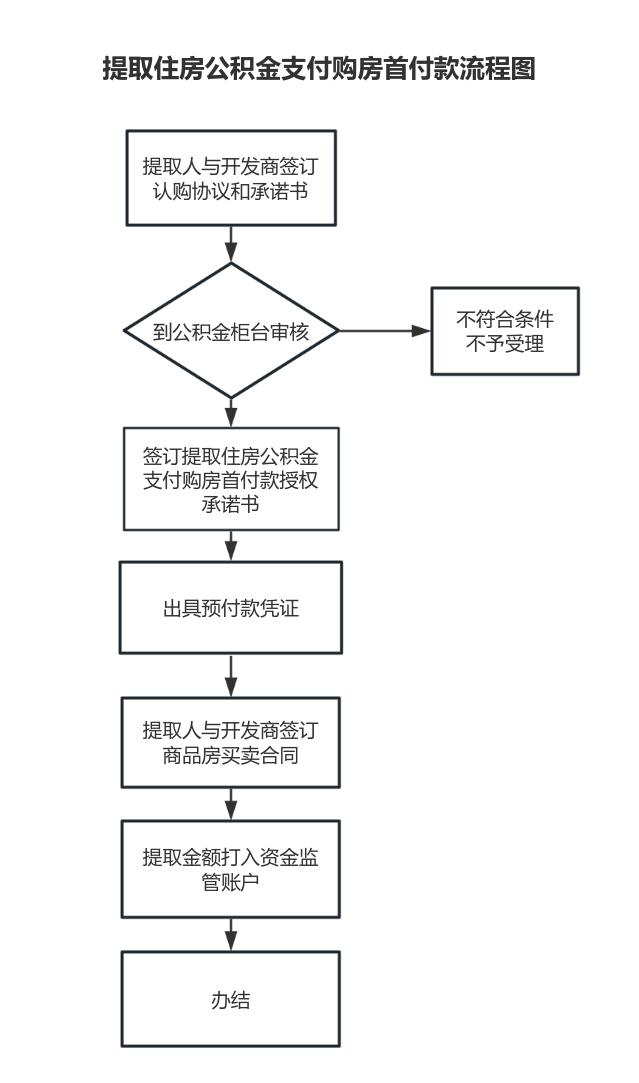 提取住房公积金支付购房首付款流程图
提取人与开发商签订
认购协议和承诺书
到公积金柜台审核
不符合条件
不予受理
签订提取住房公积金
支付购房首付款授权
承诺书
出具预付款凭证
提取人与开发商签订
商品房买卖合同
提取金额打入资金监
管账户
办结